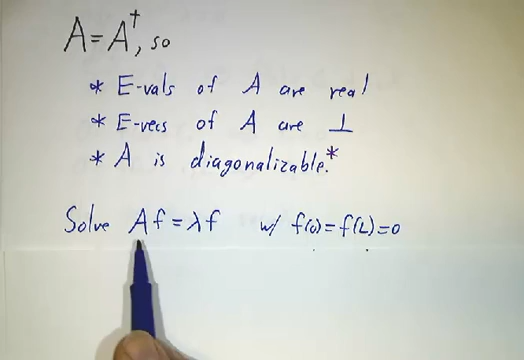 A=A†, so
* E-vals of A are real
* E-vecs of A are ⊥
* A is diagonalizable.*
Solve Af=λf w/ f(0)=f(L)=0